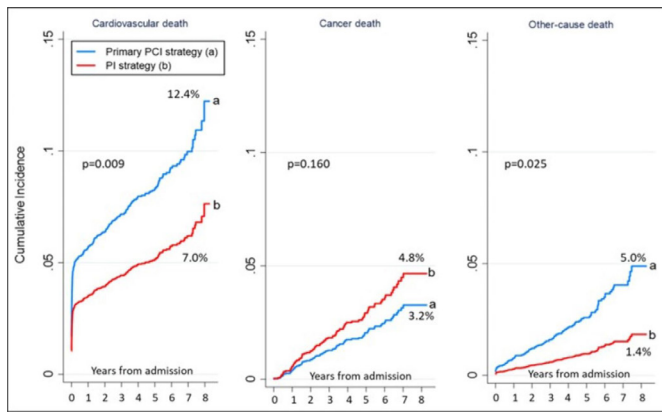 Cardiovascular death
Cancer death
Other-cause death
Cumulative Incidence
.15
.1
.05
0
Primary PCI strategy (a)
PI strategy (b)
12.4%
a
p=0.009
b
7.0%
Years from admission
0 1 2 3 4 5 6 7 8
.15
.1
.05
0
p=0.160
4.8%
b
a
3.2%
Years from admission
0 1 2 3 4 5 6 7 8
.15
.1
.05
0
p=0.025
5.0%
a
b
1.4%
Years from admission
0 1 2 3 4 5 6 7 8